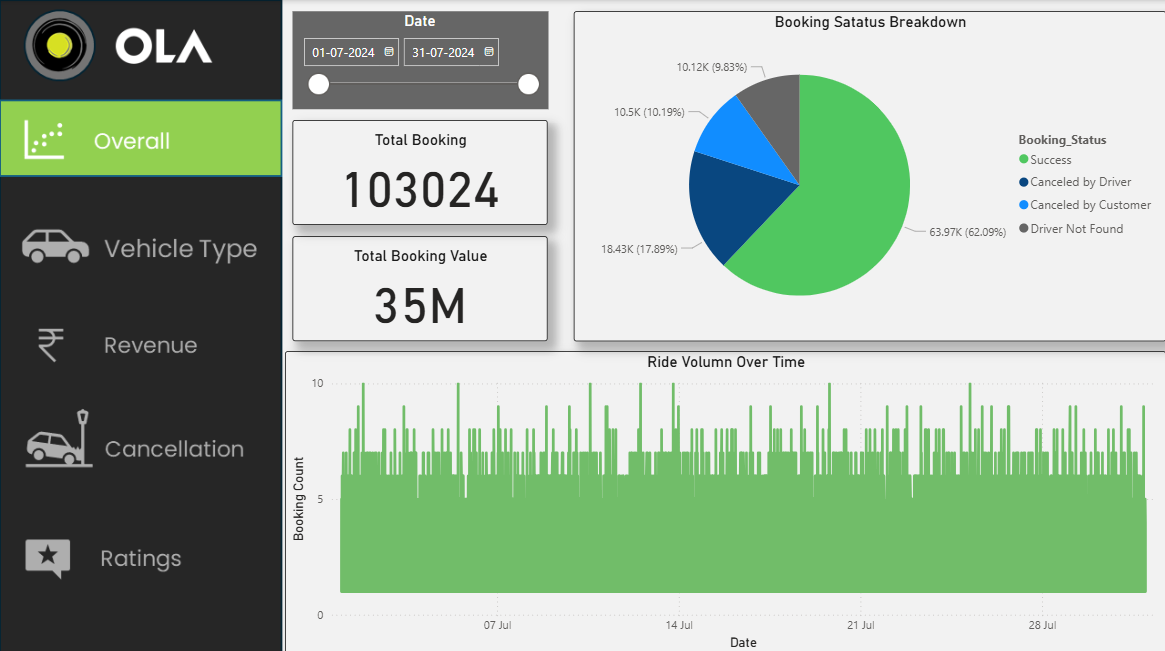 OLA
Overall
Vehicle Type
₹ Revenue
Cancellation
Ratings
Date
01-07-2024 31-07-2024
Total Booking
103024
Total Booking Value
35M
Booking Satatus Breakdown
10.12K (9.83%)
10.5K (10.19%)
18.43K (17.89%)
63.97K (62.09%)
Booking_Status
Success
Canceled by Driver
Canceled by Customer
Driver Not Found
Ride Volumn Over Time
Booking Count
10
5
0
07 Jul 14 Jul 21 Jul 28 Jul
Date